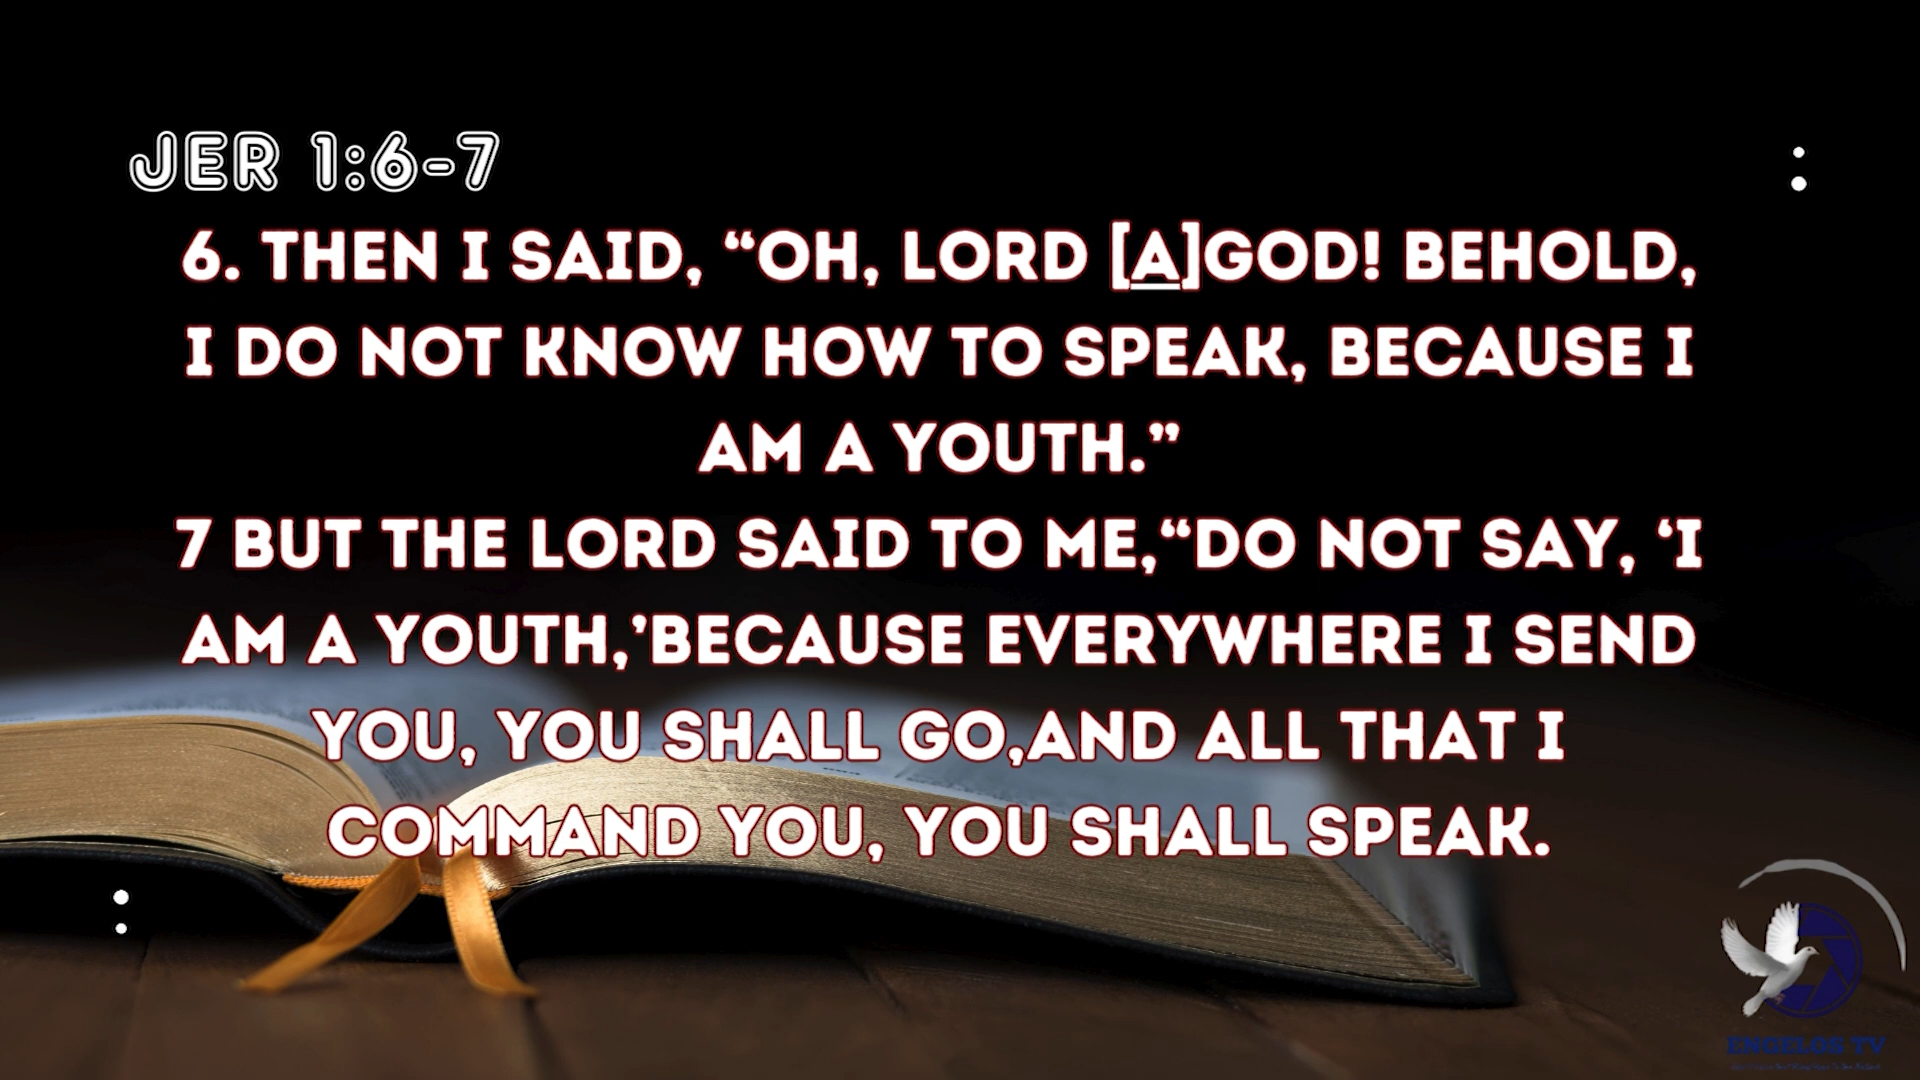 JER 1:6-7
6. THEN I SAID, “OH, LORD [A]GOD! BEHOLD,
I DO NOT KNOW HOW TO SPEAK, BECAUSE I
AM A YOUTH.”
7 BUT THE LORD SAID TO ME,“DO NOT SAY, ‘I
AM A YOUTH,’BECAUSE EVERYWHERE I SEND
YOU, YOU SHALL GO,AND ALL THAT I
COMMAND YOU, YOU SHALL SPEAK.
ENGELOS TV